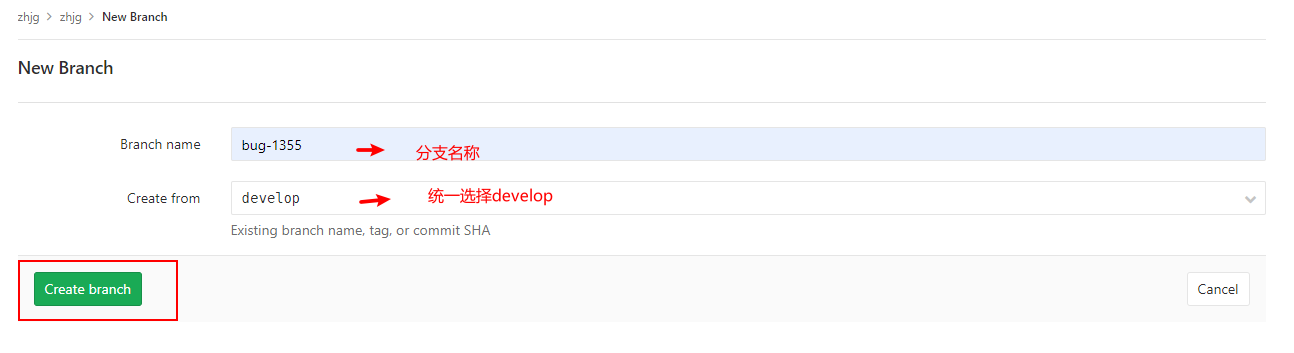 zhjg > zhjg > New Branch
New Branch
Branch name bug-1355 分支名称
Create from develop 统一选择develop
Existing branch name, tag, or commit SHA
Create branch Cancel